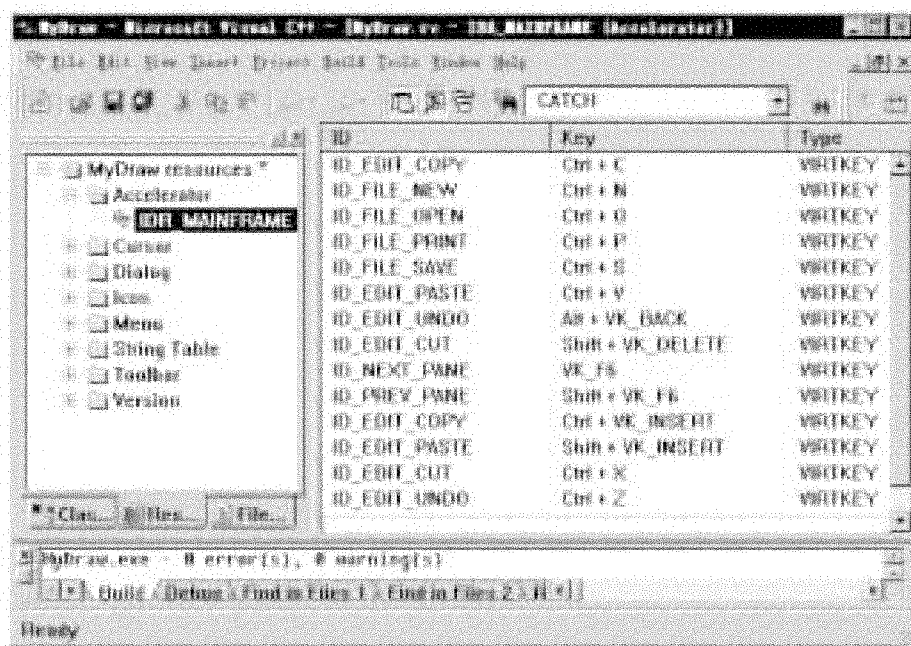 MyDraw - Microsoft Visual C++ - [MyDraw.rc - IDR_MAINFRAME (Accelerator)]
File Edit View Insert Project Build Tools Window Help
CATCH
ID Key Type
MyDraw resources *
Accelerator
IDR_MAINFRAME
Cursor
Dialog
Icon
Menu
String Table
Toolbar
Version
ID_EDIT_COPY Ctrl + C VIRTKEY
ID_FILE_NEW Ctrl + N VIRTKEY
ID_FILE_OPEN Ctrl + O VIRTKEY
ID_FILE_PRINT Ctrl + P VIRTKEY
ID_FILE_SAVE Ctrl + S VIRTKEY
ID_EDIT_PASTE Ctrl + V VIRTKEY
ID_EDIT_UNDO Alt + VK_BACK VIRTKEY
ID_EDIT_CUT Shift + VK_DELETE VIRTKEY
ID_NEXT_PANE VK_F6 VIRTKEY
ID_PREV_PANE Shift + VK_F6 VIRTKEY
ID_EDIT_COPY Ctrl + VK_INSERT VIRTKEY
ID_EDIT_PASTE Shift + VK_INSERT VIRTKEY
ID_EDIT_CUT Ctrl + X VIRTKEY
ID_EDIT_UNDO Ctrl + Z VIRTKEY
Clas... Res... File...
MyDraw.exe - 0 error(s), 0 warning(s)
Build Debug Find in Files 1 Find in Files 2
Ready